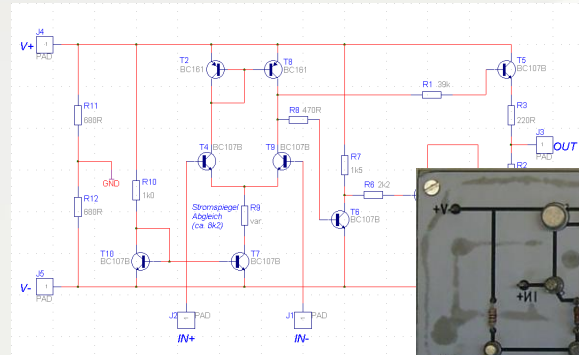 J4
V+
PAD
T2
BC161
T8
BC161
T5
BC107B
R1 .39k
R3
220R
R11
680R
R8 470R
J3
OUT
PAD
R2
T4
BC107B
T9
BC107B
R7
1k5
GND
R10
1k0
R6 2k2
R12
680R
Stromspiegel
Abgleich
(ca. 8k2)
R9
var.
T6
BC107B
T10
BC107B
T7
BC107B
J5
V-
PAD
J2
PAD
IN+
J1
PAD
IN-
+V
+IN